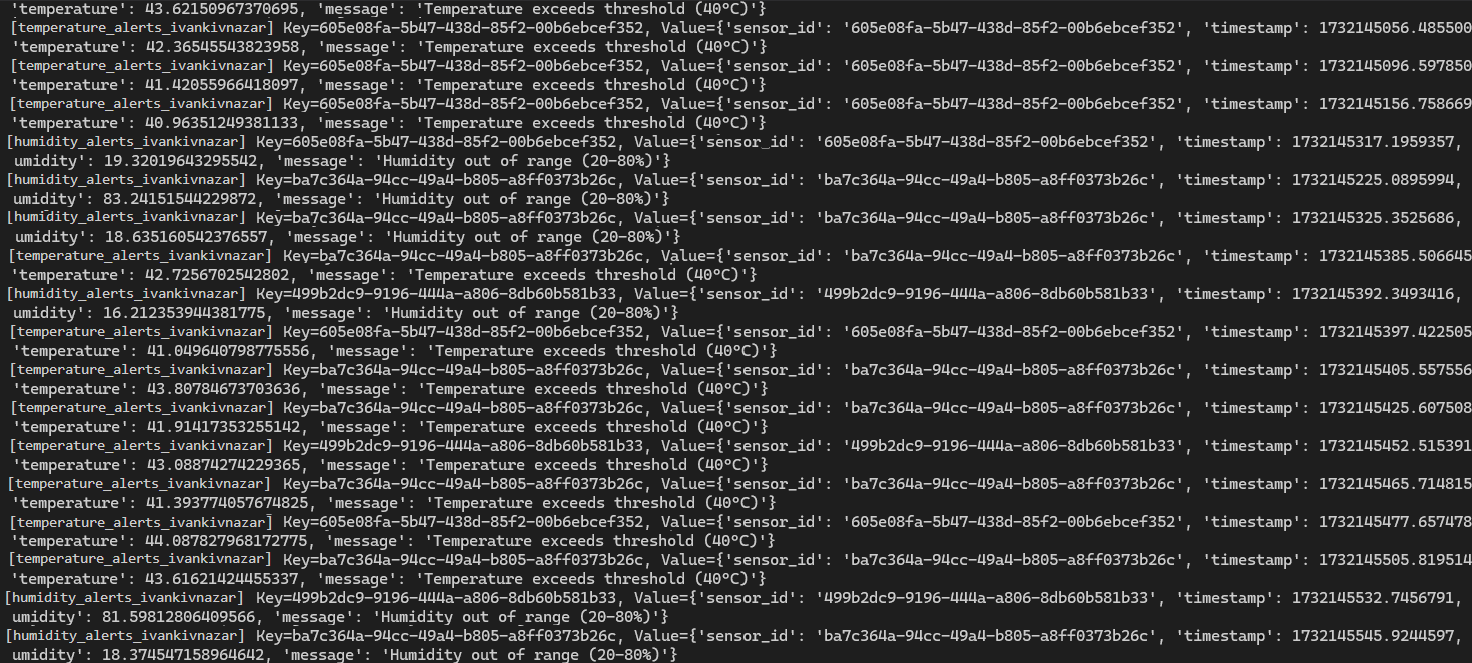 'temperature': 43.62150967370695, 'message': 'Temperature exceeds threshold (40°C)'}
[temperature_alerts_ivankivnazar] Key=605e08fa-5b47-438d-85f2-00b6ebcef352, Value={'sensor_id': '605e08fa-5b47-438d-85f2-00b6ebcef352', 'timestamp': 1732145056.485500
'temperature': 42.36545543823958, 'message': 'Temperature exceeds threshold (40°C)'}
[temperature_alerts_ivankivnazar] Key=605e08fa-5b47-438d-85f2-00b6ebcef352, Value={'sensor_id': '605e08fa-5b47-438d-85f2-00b6ebcef352', 'timestamp': 1732145096.597850
'temperature': 41.42055966418097, 'message': 'Temperature exceeds threshold (40°C)'}
[temperature_alerts_ivankivnazar] Key=605e08fa-5b47-438d-85f2-00b6ebcef352, Value={'sensor_id': '605e08fa-5b47-438d-85f2-00b6ebcef352', 'timestamp': 1732145156.758669
'temperature': 40.96351249381133, 'message': 'Temperature exceeds threshold (40°C)'}
[humidity_alerts_ivankivnazar] Key=605e08fa-5b47-438d-85f2-00b6ebcef352, Value={'sensor_id': '605e08fa-5b47-438d-85f2-00b6ebcef352', 'timestamp': 1732145317.1959357,
umidity': 19.32019643295542, 'message': 'Humidity out of range (20-80%)'}
[humidity_alerts_ivankivnazar] Key=ba7c364a-94cc-49a4-b805-a8ff0373b26c, Value={'sensor_id': 'ba7c364a-94cc-49a4-b805-a8ff0373b26c', 'timestamp': 1732145225.0895994,
umidity': 83.24151544229872, 'message': 'Humidity out of range (20-80%)'}
[humidity_alerts_ivankivnazar] Key=ba7c364a-94cc-49a4-b805-a8ff0373b26c, Value={'sensor_id': 'ba7c364a-94cc-49a4-b805-a8ff0373b26c', 'timestamp': 1732145325.3525686,
umidity': 18.635160542376557, 'message': 'Humidity out of range (20-80%)'}
[temperature_alerts_ivankivnazar] Key=ba7c364a-94cc-49a4-b805-a8ff0373b26c, Value={'sensor_id': 'ba7c364a-94cc-49a4-b805-a8ff0373b26c', 'timestamp': 1732145385.506645
'temperature': 42.7256702542802, 'message': 'Temperature exceeds threshold (40°C)'}
[humidity_alerts_ivankivnazar] Key=499b2dc9-9196-444a-a806-8db60b581b33, Value={'sensor_id': '499b2dc9-9196-444a-a806-8db60b581b33', 'timestamp': 1732145392.3493416,
umidity': 16.212353944381775, 'message': 'Humidity out of range (20-80%)'}
[temperature_alerts_ivankivnazar] Key=605e08fa-5b47-438d-85f2-00b6ebcef352, Value={'sensor_id': '605e08fa-5b47-438d-85f2-00b6ebcef352', 'timestamp': 1732145397.422505
'temperature': 41.049640798775556, 'message': 'Temperature exceeds threshold (40°C)'}
[temperature_alerts_ivankivnazar] Key=ba7c364a-94cc-49a4-b805-a8ff0373b26c, Value={'sensor_id': 'ba7c364a-94cc-49a4-b805-a8ff0373b26c', 'timestamp': 1732145405.557556
'temperature': 43.80784673703636, 'message': 'Temperature exceeds threshold (40°C)'}
[temperature_alerts_ivankivnazar] Key=ba7c364a-94cc-49a4-b805-a8ff0373b26c, Value={'sensor_id': 'ba7c364a-94cc-49a4-b805-a8ff0373b26c', 'timestamp': 1732145425.607508
'temperature': 41.91417353255142, 'message': 'Temperature exceeds threshold (40°C)'}
[temperature_alerts_ivankivnazar] Key=499b2dc9-9196-444a-a806-8db60b581b33, Value={'sensor_id': '499b2dc9-9196-444a-a806-8db60b581b33', 'timestamp': 1732145452.515391
'temperature': 43.08874274229365, 'message': 'Temperature exceeds threshold (40°C)'}
[temperature_alerts_ivankivnazar] Key=ba7c364a-94cc-49a4-b805-a8ff0373b26c, Value={'sensor_id': 'ba7c364a-94cc-49a4-b805-a8ff0373b26c', 'timestamp': 1732145465.714815
'temperature': 41.393774057674825, 'message': 'Temperature exceeds threshold (40°C)'}
[temperature_alerts_ivankivnazar] Key=605e08fa-5b47-438d-85f2-00b6ebcef352, Value={'sensor_id': '605e08fa-5b47-438d-85f2-00b6ebcef352', 'timestamp': 1732145477.657478
'temperature': 44.087827968172775, 'message': 'Temperature exceeds threshold (40°C)'}
[temperature_alerts_ivankivnazar] Key=ba7c364a-94cc-49a4-b805-a8ff0373b26c, Value={'sensor_id': 'ba7c364a-94cc-49a4-b805-a8ff0373b26c', 'timestamp': 1732145505.819514
'temperature': 43.61621424455337, 'message': 'Temperature exceeds threshold (40°C)'}
[humidity_alerts_ivankivnazar] Key=499b2dc9-9196-444a-a806-8db60b581b33, Value={'sensor_id': '499b2dc9-9196-444a-a806-8db60b581b33', 'timestamp': 1732145532.7456791,
umidity': 81.59812806409566, 'message': 'Humidity out of range (20-80%)'}
[humidity_alerts_ivankivnazar] Key=ba7c364a-94cc-49a4-b805-a8ff0373b26c, Value={'sensor_id': 'ba7c364a-94cc-49a4-b805-a8ff0373b26c', 'timestamp': 1732145545.9244597,
umidity': 18.374547158964642, 'message': 'Humidity out of range (20-80%)'}